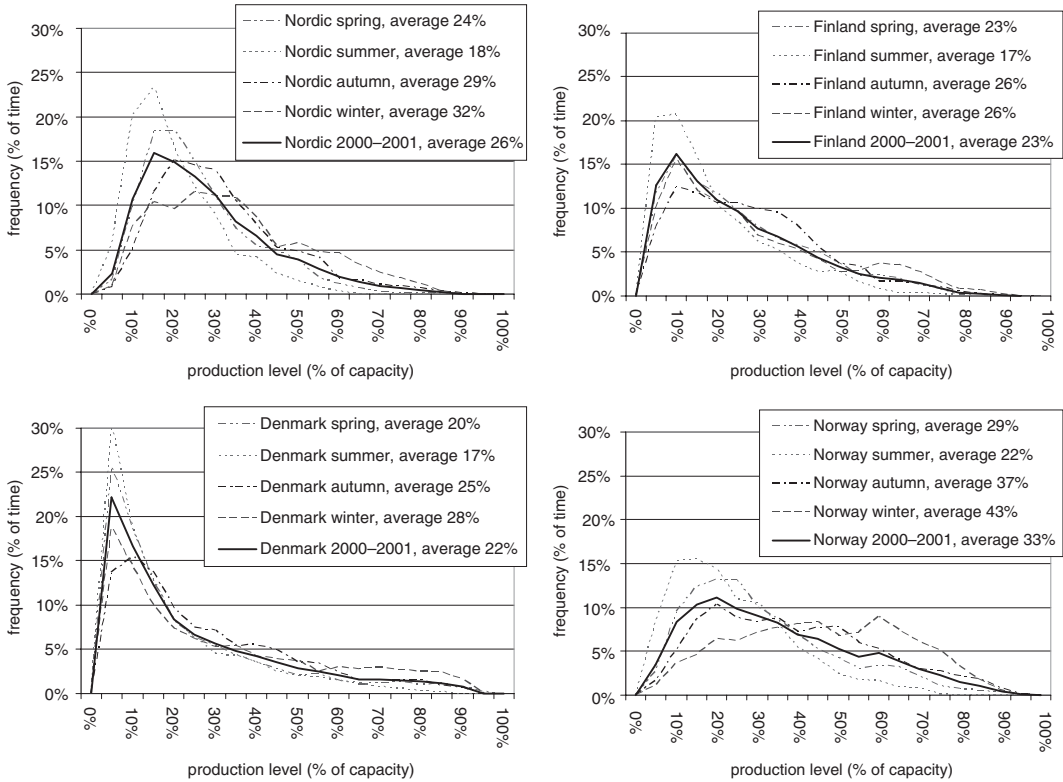 Nordic spring, average 24%
Nordic summer, average 18%
Nordic autumn, average 29%
Nordic winter, average 32%
Nordic 2000–2001, average 26%
30%
25%
20%
15%
10%
5%
0%
frequency (% of time)
0%
10%
20%
30%
40%
50%
60%
70%
80%
90%
100%
production level (% of capacity)
Finland spring, average 23%
Finland summer, average 17%
Finland autumn, average 26%
Finland winter, average 26%
Finland 2000–2001, average 23%
30%
25%
20%
15%
10%
5%
0%
frequency (% of time)
0%
10%
20%
30%
40%
50%
60%
70%
80%
90%
100%
production level (% of capacity)
Denmark spring, average 20%
Denmark summer, average 17%
Denmark autumn, average 25%
Denmark winter, average 28%
Denmark 2000–2001, average 22%
30%
25%
20%
15%
10%
5%
0%
frequency (% of time)
0%
10%
20%
30%
40%
50%
60%
70%
80%
90%
100%
production level (% of capacity)
Norway spring, average 29%
Norway summer, average 22%
Norway autumn, average 37%
Norway winter, average 43%
Norway 2000–2001, average 33%
30%
25%
20%
15%
10%
5%
0%
frequency (% of time)
0%
10%
20%
30%
40%
50%
60%
70%
80%
90%
100%
production level (% of capacity)